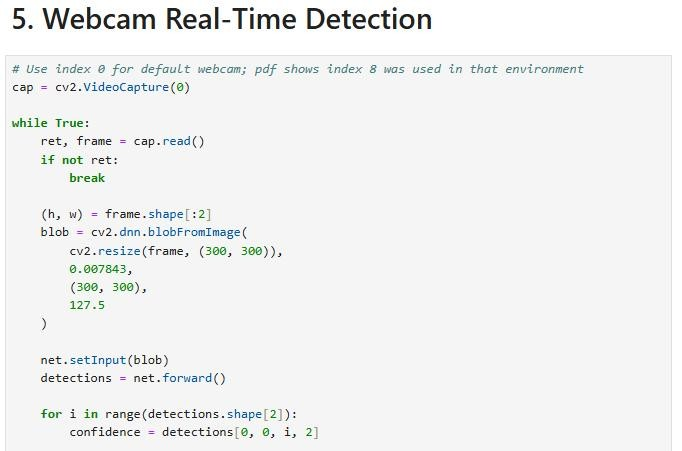 5. Webcam Real-Time Detection
# Use index 0 for default webcam; pdf shows index 8 was used in that environment
cap = cv2.VideoCapture(0)

while True:
    ret, frame = cap.read()
    if not ret:
        break

    (h, w) = frame.shape[:2]
    blob = cv2.dnn.blobFromImage(
        cv2.resize(frame, (300, 300)),
        0.007843,
        (300, 300),
        127.5
    )

    net.setInput(blob)
    detections = net.forward()

    for i in range(detections.shape[2]):
        confidence = detections[0, 0, i, 2]